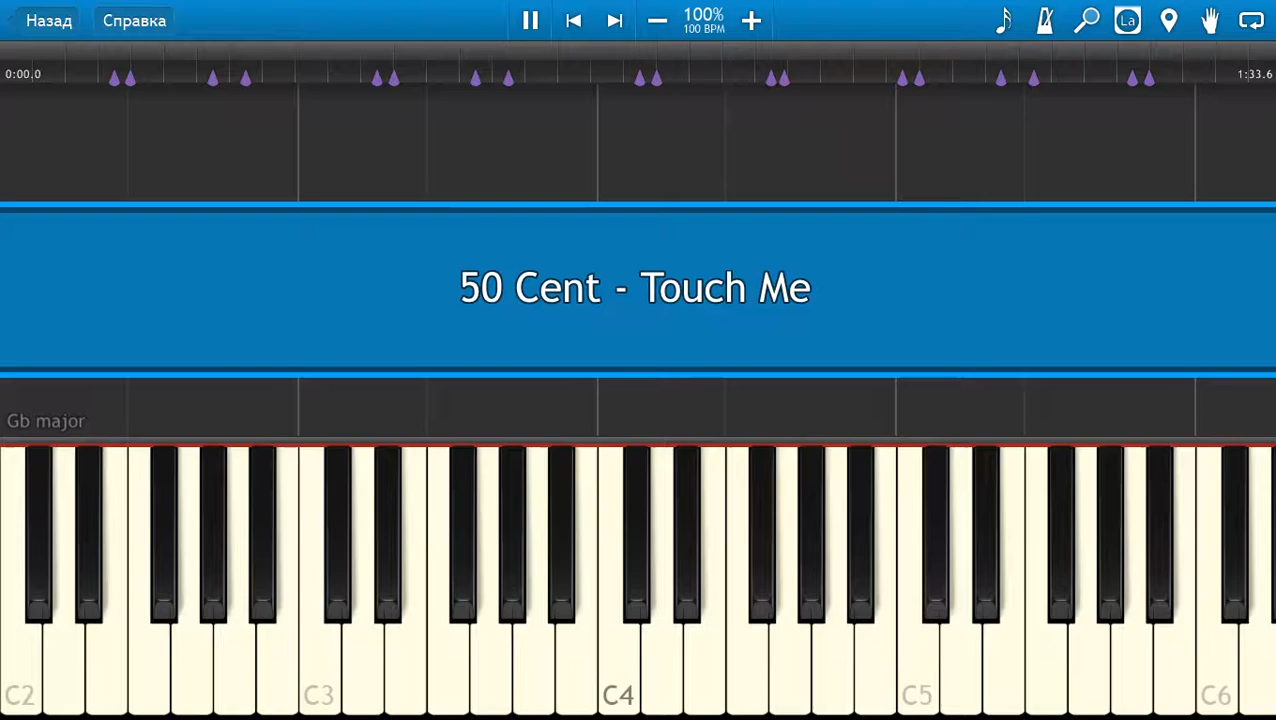 Назад
Справка
100%
100 BPM
La
0:00,0
1:33.6
50 Cent - Touch Me
Gb major
C2
C3
C4
C5
C6